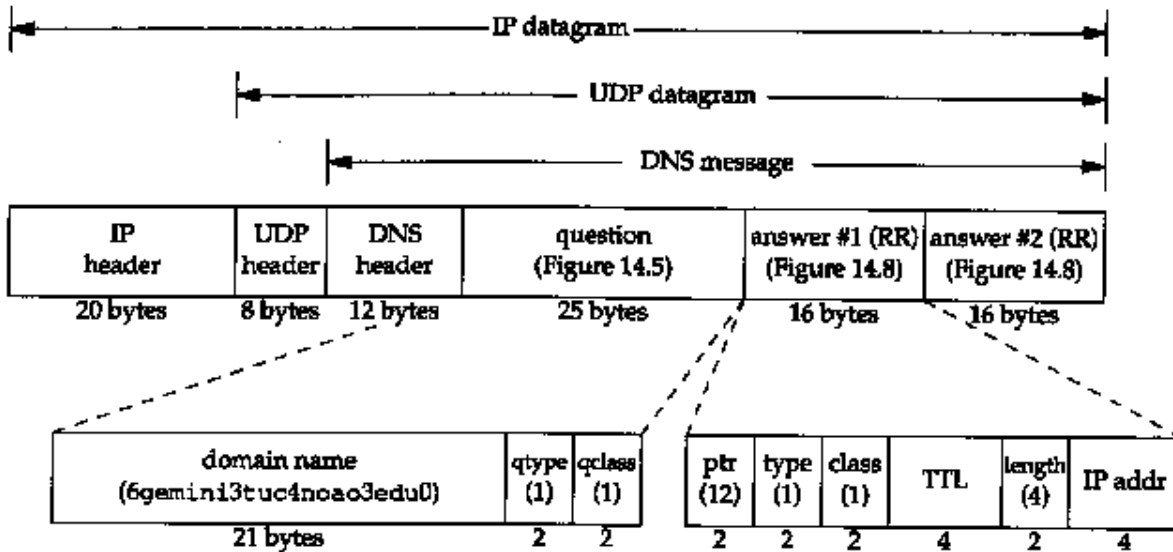 IP datagram
UDP datagram
DNS message
IP header
UDP header
DNS header
question (Figure 14.5)
answer #1 (RR) (Figure 14.8)
answer #2 (RR) (Figure 14.8)
20 bytes
8 bytes
12 bytes
25 bytes
16 bytes
16 bytes
domain name (6gemini3tuc4noao3edu0)
qtype (1)
qclass (1)
ptr (12)
type (1)
class (1)
TTL
length (4)
IP addr
21 bytes
2
2
2
2
2
4
2
4